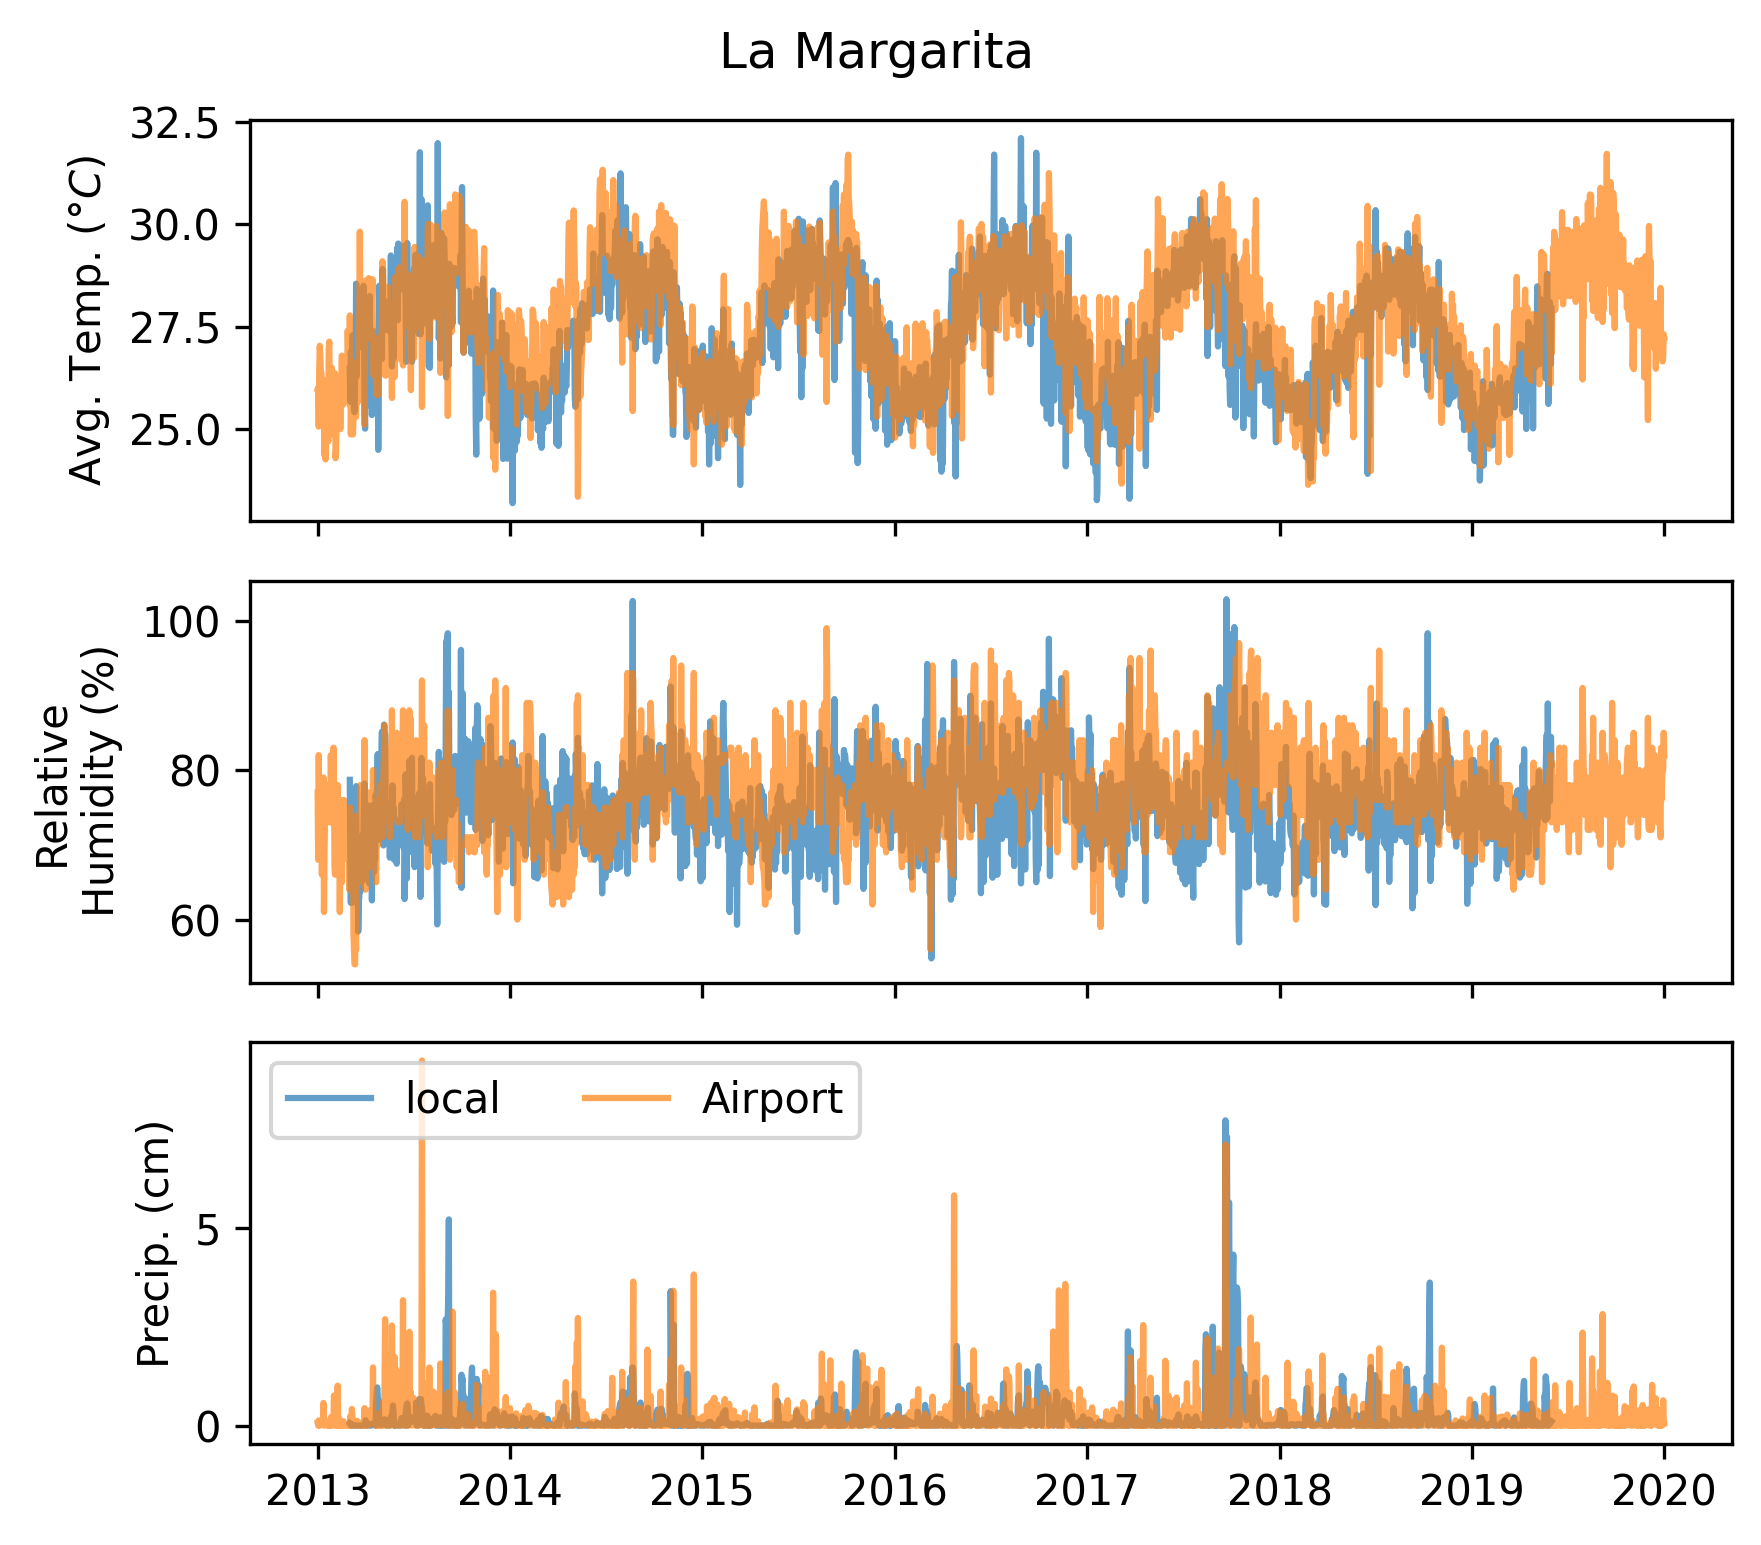 La Margarita
32.5
30.0
27.5
25.0
Avg. Temp. (°C)
100
80
60
Relative
Humidity (%)
local
Airport
5
0
Precip. (cm)
2013 2014 2015 2016 2017 2018 2019 2020